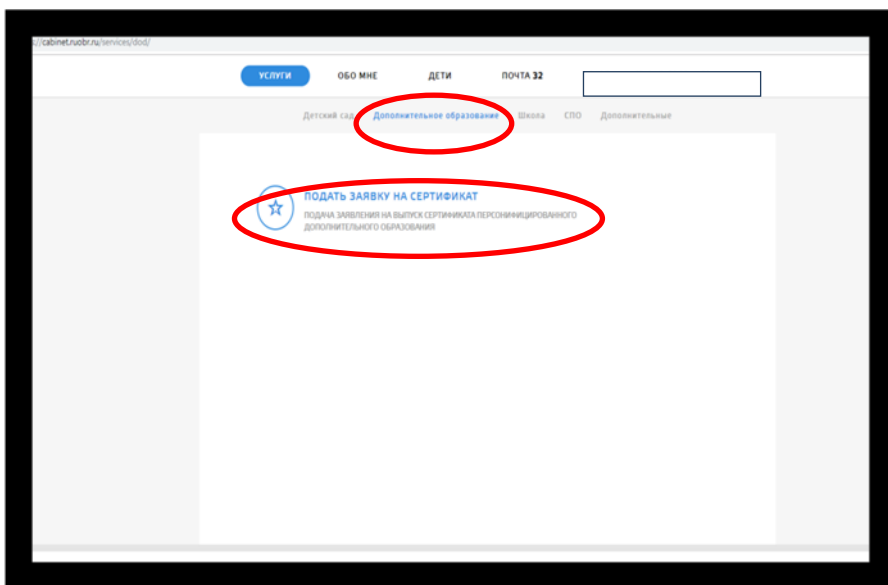 ://cabinet.ruobr.ru/services/dod/
УСЛУГИ ОБО МНЕ ДЕТИ ПОЧТА 32
Детский сад Дополнительное образование Школа СПО Дополнительные
ПОДАТЬ ЗАЯВКУ НА СЕРТИФИКАТ
ПОДАЧА ЗАЯВЛЕНИЯ НА ВЫПУСК СЕРТИФИКАТА ПЕРСОНИФИЦИРОВАННОГО
ДОПОЛНИТЕЛЬНОГО ОБРАЗОВАНИЯ